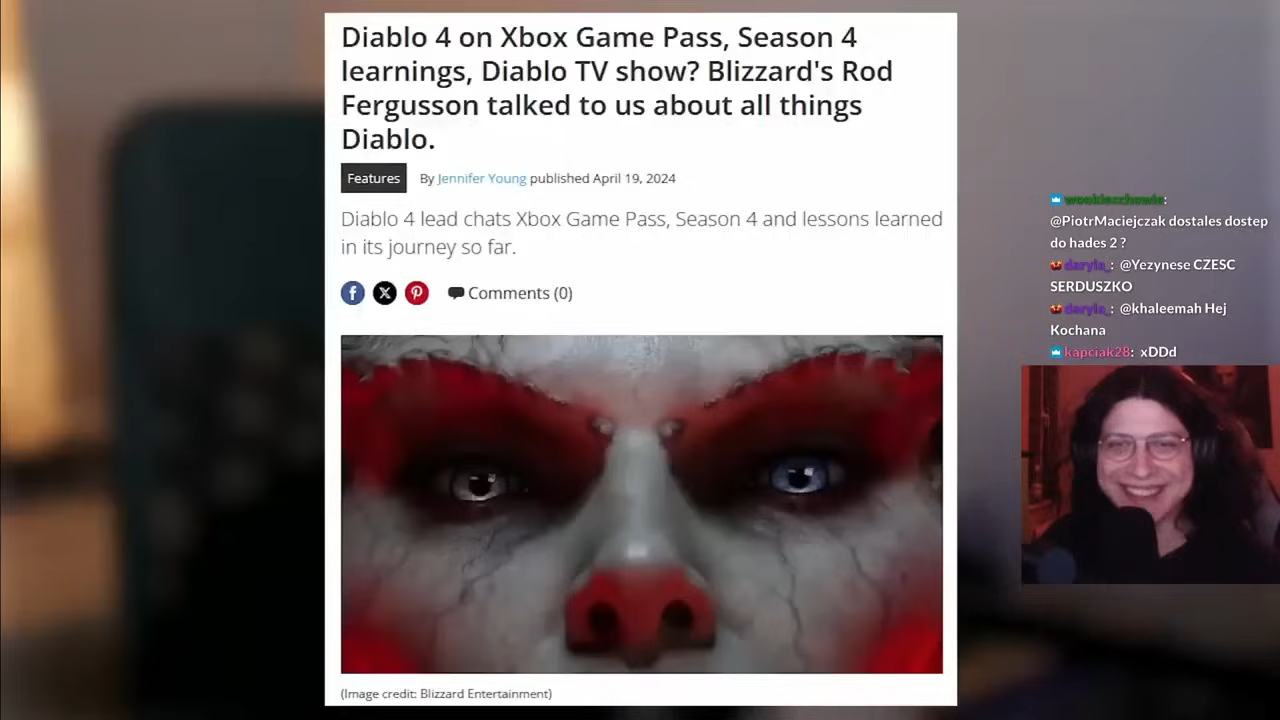 Diablo 4 on Xbox Game Pass, Season 4
learnings, Diablo TV show? Blizzard's Rod
Fergusson talked to us about all things
Diablo.
Features By Jennifer Young published April 19, 2024
Diablo 4 lead chats Xbox Game Pass, Season 4 and lessons learned
in its journey so far.
Comments (0)
(Image credit: Blizzard Entertainment)
:
@PiotrMaciejczak dostales dostep
do hades 2 ?
daryla_: @Yezynese CZESC
SERDUSZKO
daryla_: @khaleemah Hej
Kochana
kapciak28: xDDd